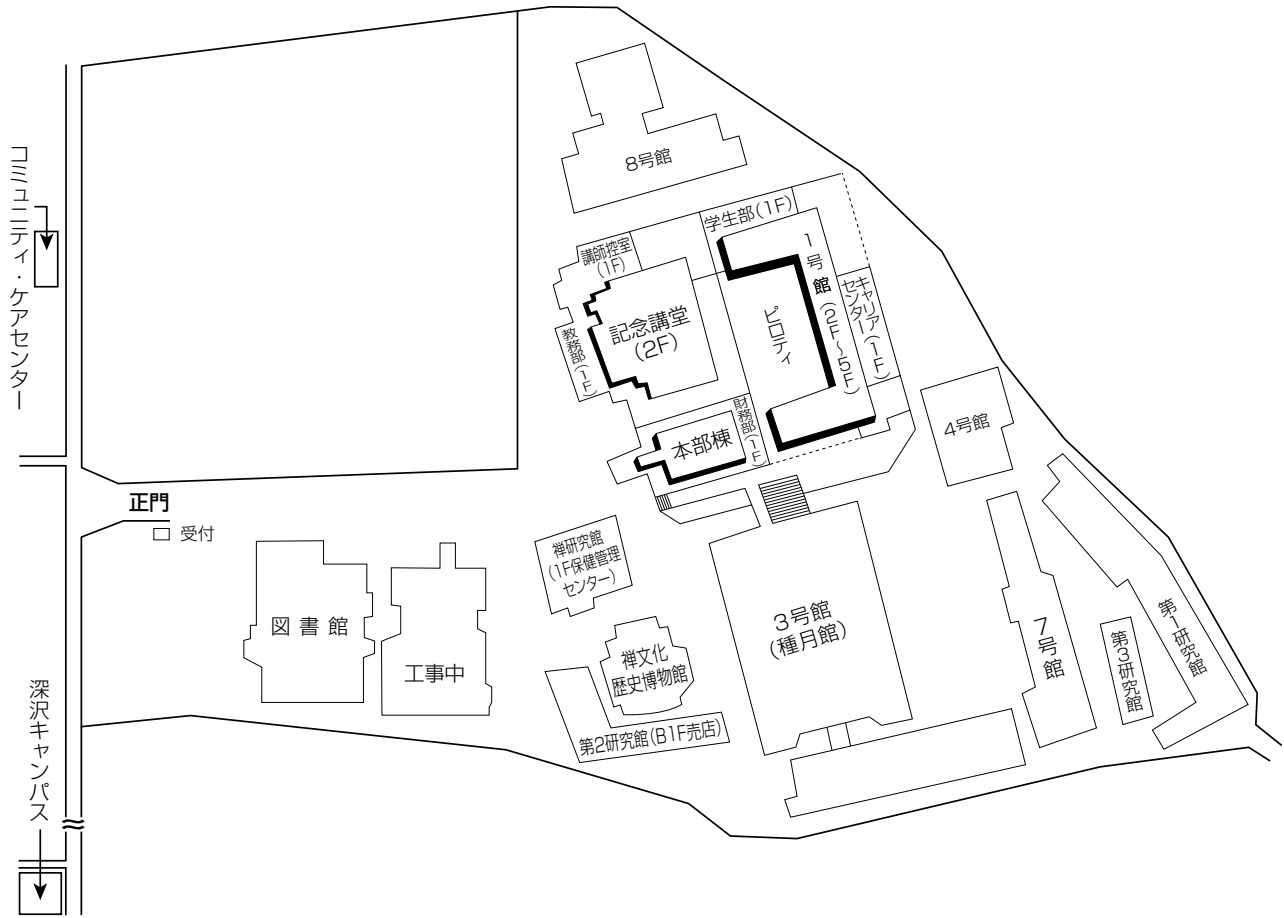 8号館
学生部(1F)
講師控室
(1F)
1号館(2F~5F)
キャリア
センター(1F)
記念講堂
(2F)
ピロティ
教務部(1F)
財務部(1F)
本部棟
4号館
コミュニティ・ケアセンター
正門
受付
禅研究館
(1F保健管理
センター)
図書館
工事中
禅文化
歴史博物館
第2研究館(B1F売店)
3号館
(種月館)
7号館
第3研究館
第1研究館
深沢キャンパス